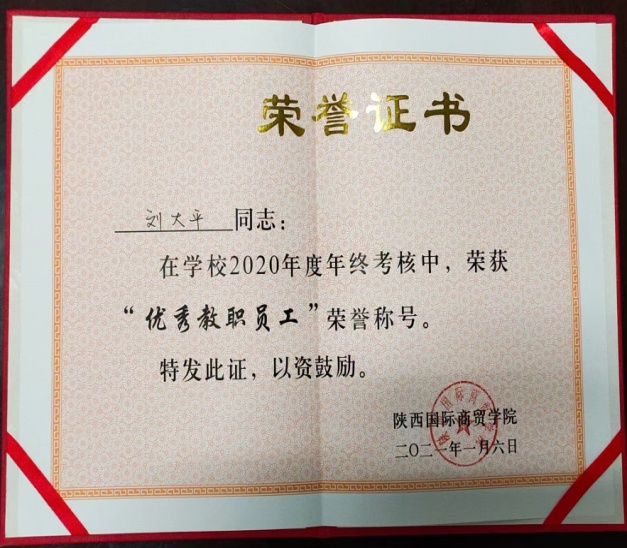 荣誉证书
刘大平 同志：
在学校2020年度年终考核中，荣获
“优秀教职员工”荣誉称号。
特发此证，以资鼓励。
陕西国际商贸学院
二〇二一年一月六日